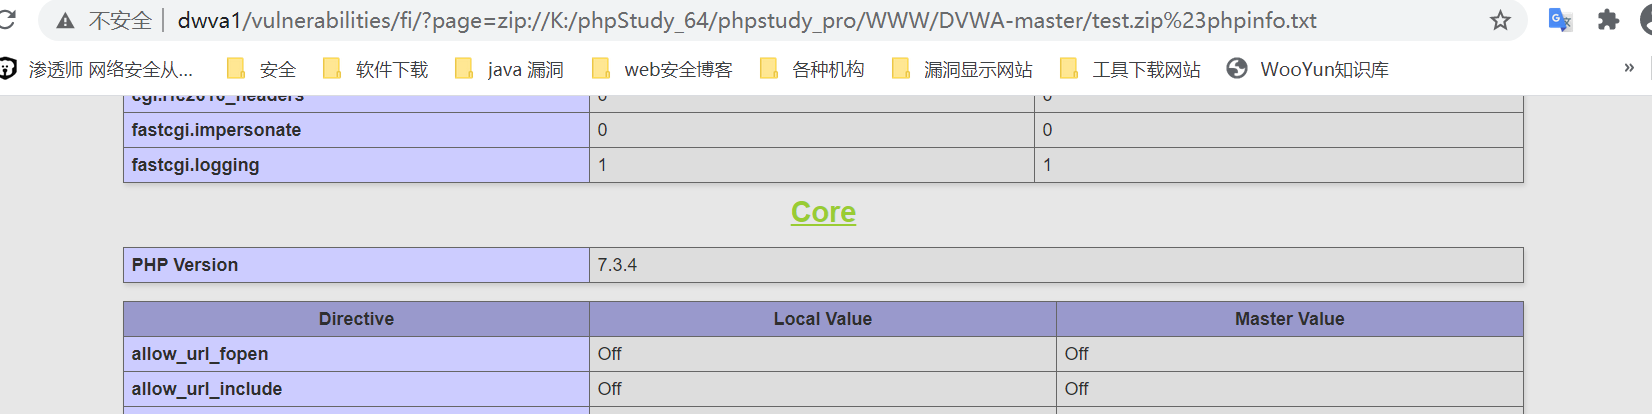 不安全 | dwva1/vulnerabilities/fi/?page=zip://K:/phpStudy_64/phpstudy_pro/WWW/DVWA-master/test.zip%23phpinfo.txt
渗透师 网络安全从... 安全 软件下载 java 漏洞 web安全博客 各种机构 漏洞显示网站 工具下载网站 WooYun知识库 »
cgi.rfc2616_headers 0 0
fastcgi.impersonate 0 0
fastcgi.logging 1 1
Core
PHP Version 7.3.4
Directive Local Value Master Value
allow_url_fopen Off Off
allow_url_include Off Off